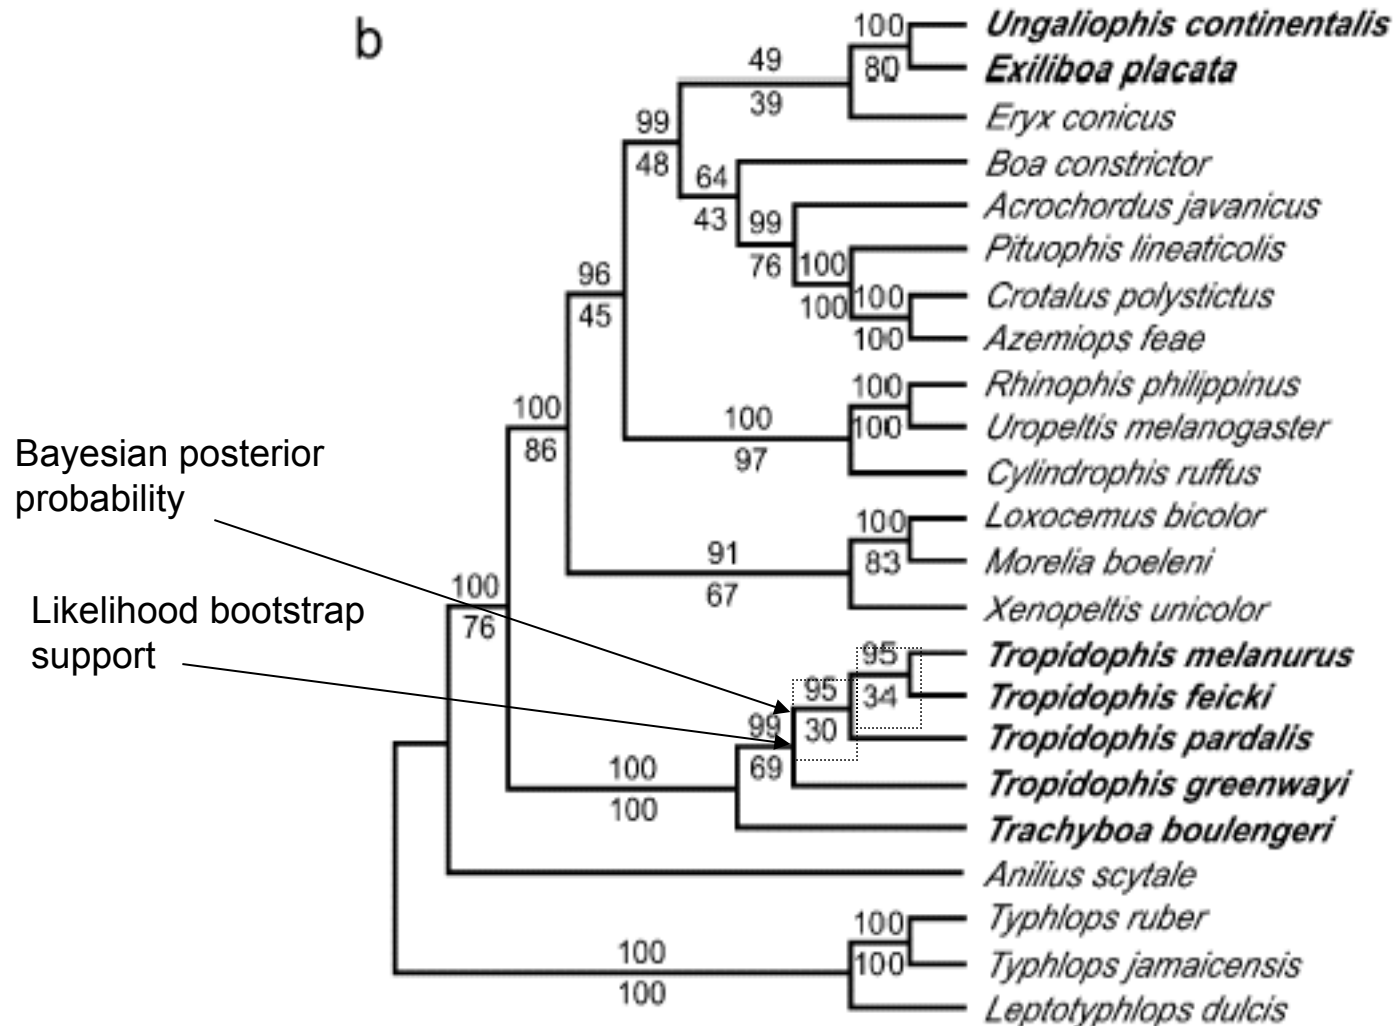 b
100
Ungaliophis continentalis
80
Exiliboa placata
49
39
Eryx conicus
99
48
64
43
Boa constrictor
99
76
Acrochordus javanicus
100
100
Pituophis lineaticolis
100
100
Crotalus polystictus
Azemiops feae
96
45
100
100
Rhinophis philippinus
Uropeltis melanogaster
100
97
Cylindrophis ruffus
100
86
Bayesian posterior
probability
100
83
Loxocemus bicolor
Morelia boeleni
91
67
Xenopeltis unicolor
100
76
Likelihood bootstrap
support
95
34
Tropidophis melanurus
Tropidophis feicki
95
30
Tropidophis pardalis
99
69
Tropidophis greenwayi
100
100
Trachyboa boulengeri
Anilius scytale
100
100
Typhlops ruber
Typhlops jamaicensis
100
100
Leptotyphlops dulcis